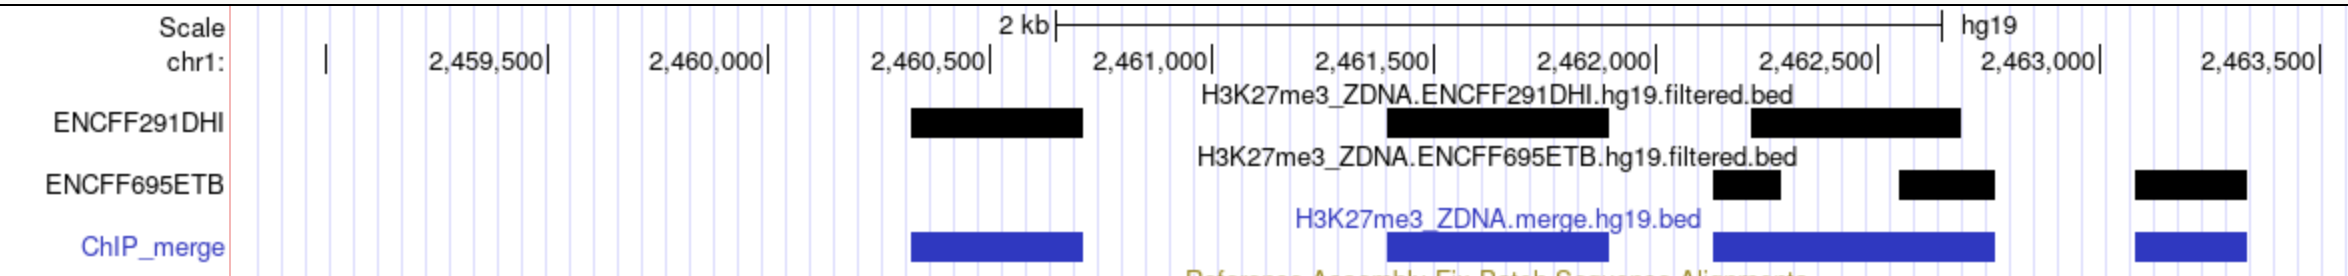 Scale 2 kb hg19
chr1: 2,459,500 2,460,000 2,460,500 2,461,000 2,461,500 2,462,000 2,462,500 2,463,000 2,463,500
H3K27me3_ZDNA.ENCFF291DHI.hg19.filtered.bed
ENCFF291DHI
H3K27me3_ZDNA.ENCFF695ETB.hg19.filtered.bed
ENCFF695ETB
H3K27me3_ZDNA.merge.hg19.bed
ChIP_merge